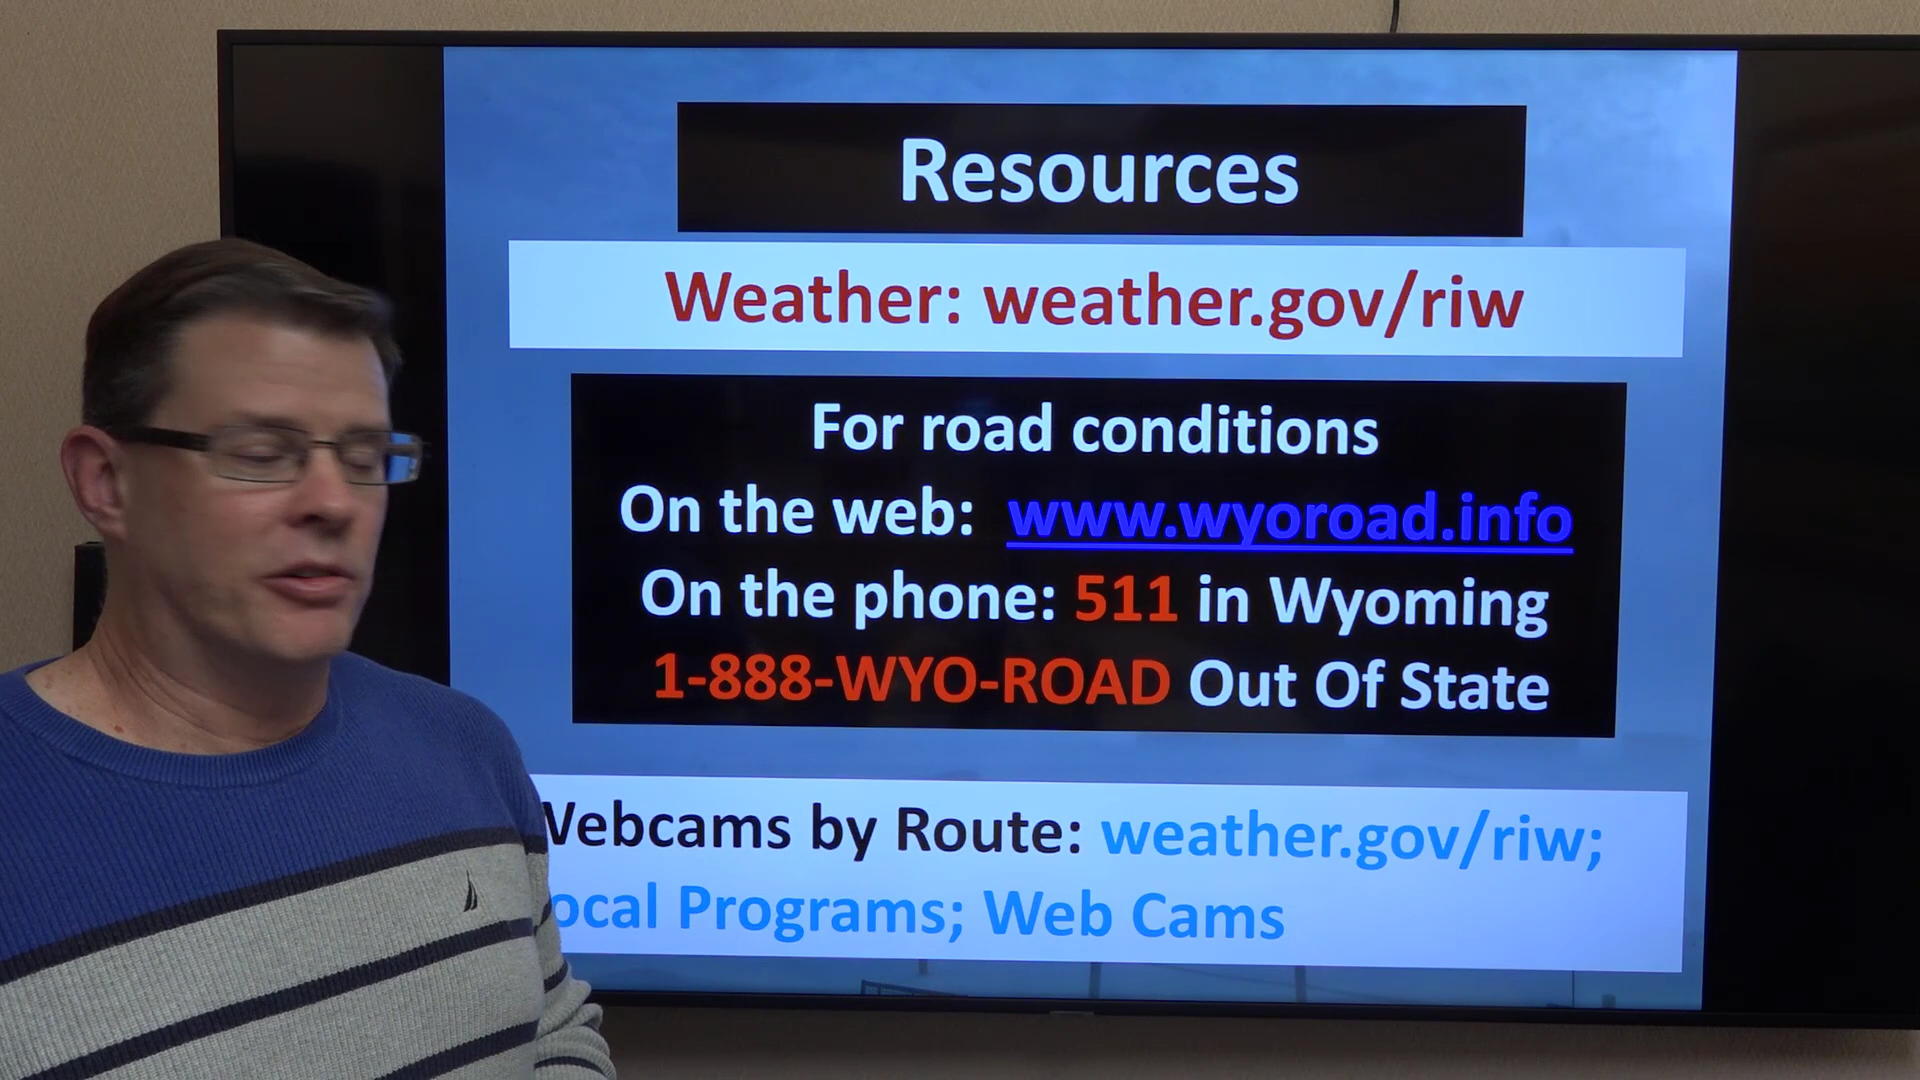 Resources
Weather: weather.gov/riw
For road conditions
On the web: www.wyoroad.info
On the phone: 511 in Wyoming
1-888-WYO-ROAD Out Of State
Webcams by Route: weather.gov/riw;
ocal Programs; Web Cams